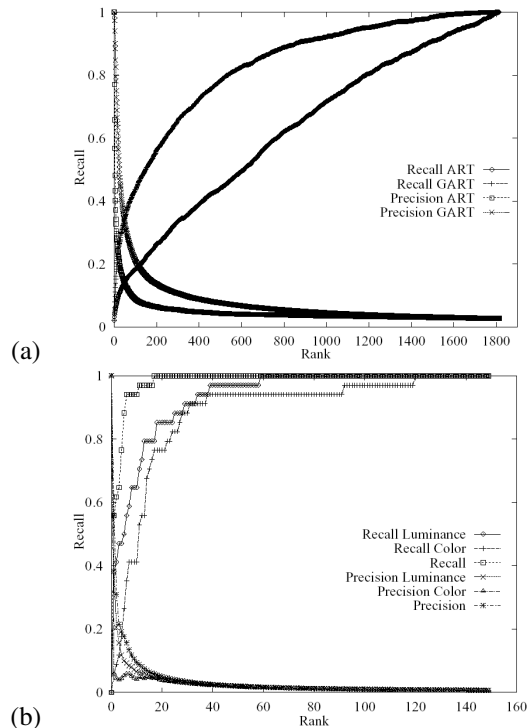 1
0.8
0.6
0.4
0.2
0
Recall
Recall ART
Recall GART
Precision ART
Precision GART
0 200 400 600 800 1000 1200 1400 1600 1800
Rank
(a)
1
0.8
0.6
0.4
0.2
0
Recall
Recall Luminance
Recall Color
Recall
Precision Luminance
Precision Color
Precision
0 20 40 60 80 100 120 140 160
Rank
(b)